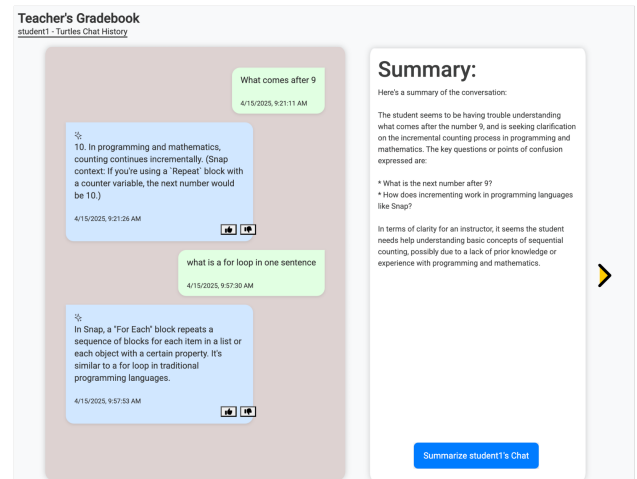 Teacher's Gradebook
student1 - Turtles Chat History
What comes after 9
4/15/2025, 9:21:11 AM
10. In programming and mathematics,
counting continues incrementally. (Snap
context: If you're using a `Repeat` block with
a counter variable, the next number would
be 10.)
4/15/2025, 9:21:26 AM
what is a for loop in one sentence
4/15/2025, 9:57:30 AM
In Snap, a "For Each" block repeats a
sequence of blocks for each item in a list or
each object with a certain property. It's
similar to a for loop in traditional
programming languages.
4/15/2025, 9:57:53 AM
Summary:
Here's a summary of the conversation:
The student seems to be having trouble understanding
what comes after the number 9, and is seeking clarification
on the incremental counting process in programming and
mathematics. The key questions or points of confusion
expressed are:
* What is the next number after 9?
* How does incrementing work in programming languages
like Snap?
In terms of clarity for an instructor, it seems the student
needs help understanding basic concepts of sequential
counting, possibly due to a lack of prior knowledge or
experience with programming and mathematics.
Summarize student1's Chat